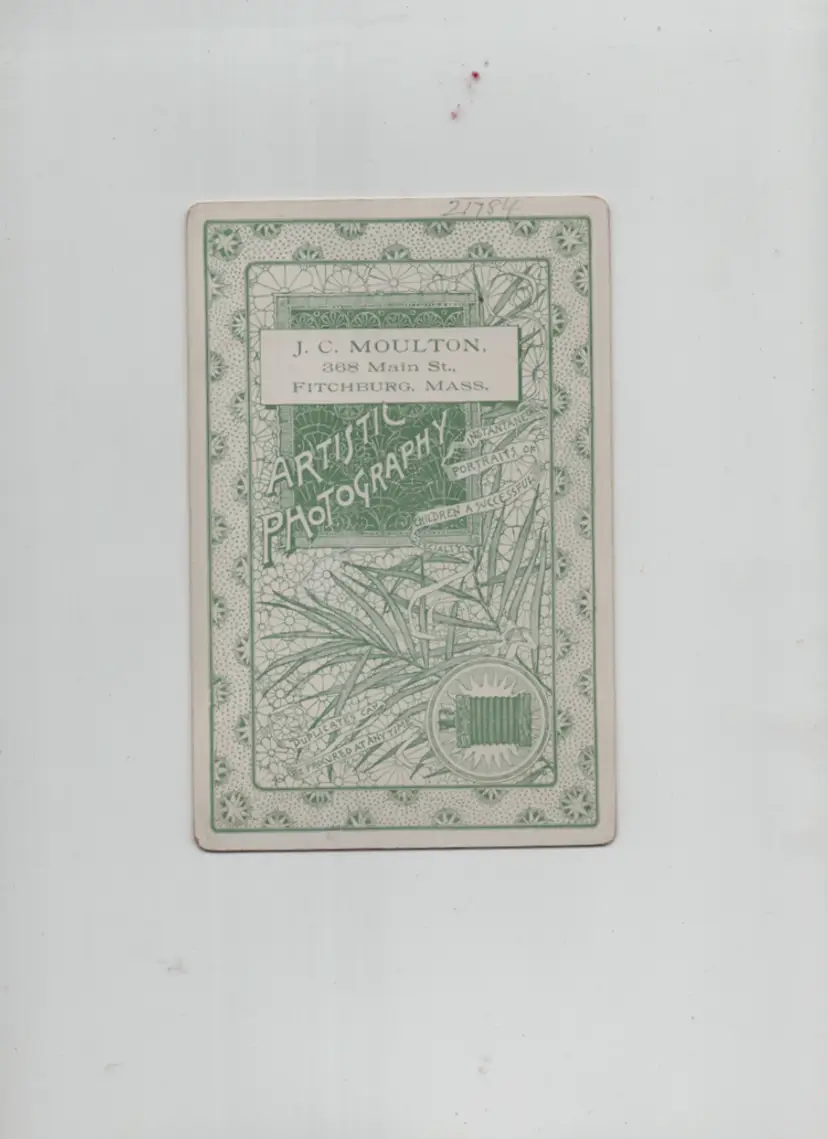 21784
J. C. MOULTON,
368 Main St.,
FITCHBURG, MASS.
ARTISTIC
PHOTOGRAPHY
INSTANTANEOUS
PORTRAITS OF
CHILDREN A SUCCESSFUL
SPECIALTY
DUPLICATES CAN
BE PROCURED AT ANY TIME